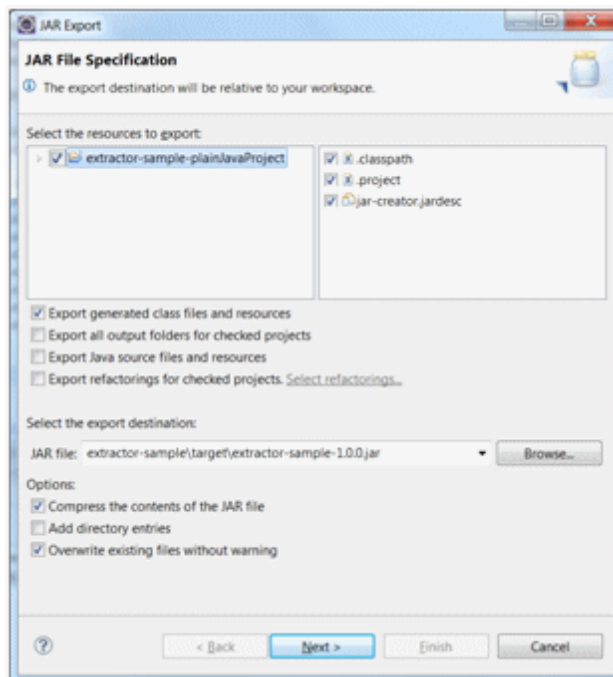 JAR Export
JAR File Specification
The export destination will be relative to your workspace.
Select the resources to export:
extractor-sample-plainJavaProject
.classpath
.project
jar-creator.jardesc
Export generated class files and resources
Export all output folders for checked projects
Export Java source files and resources
Export refactorings for checked projects. Select refactorings...
Select the export destination:
JAR file: extractor-sample\target\extractor-sample-1.0.0.jar Browse...
Options:
Compress the contents of the JAR file
Add directory entries
Overwrite existing files without warning
? < Back Next > Finish Cancel